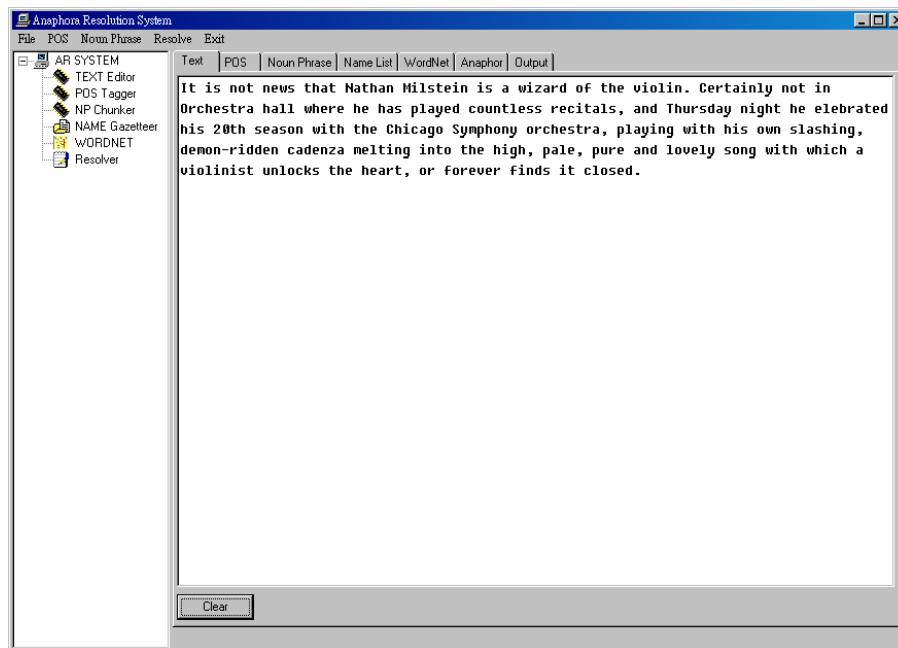 Anaphora Resolution System
File POS Noun Phrase Resolve Exit
AR SYSTEM
TEXT Editor
POS Tagger
NP Chunker
NAME Gazetteer
WORDNET
Resolver
Text POS Noun Phrase Name List WordNet Anaphor Output
It is not news that Nathan Milstein is a wizard of the violin. Certainly not in
Orchestra hall where he has played countless recitals, and Thursday night he elebrated
his 20th season with the Chicago Symphony orchestra, playing with his own slashing,
demon-ridden cadenza melting into the high, pale, pure and lovely song with which a
violinist unlocks the heart, or forever finds it closed.
Clear